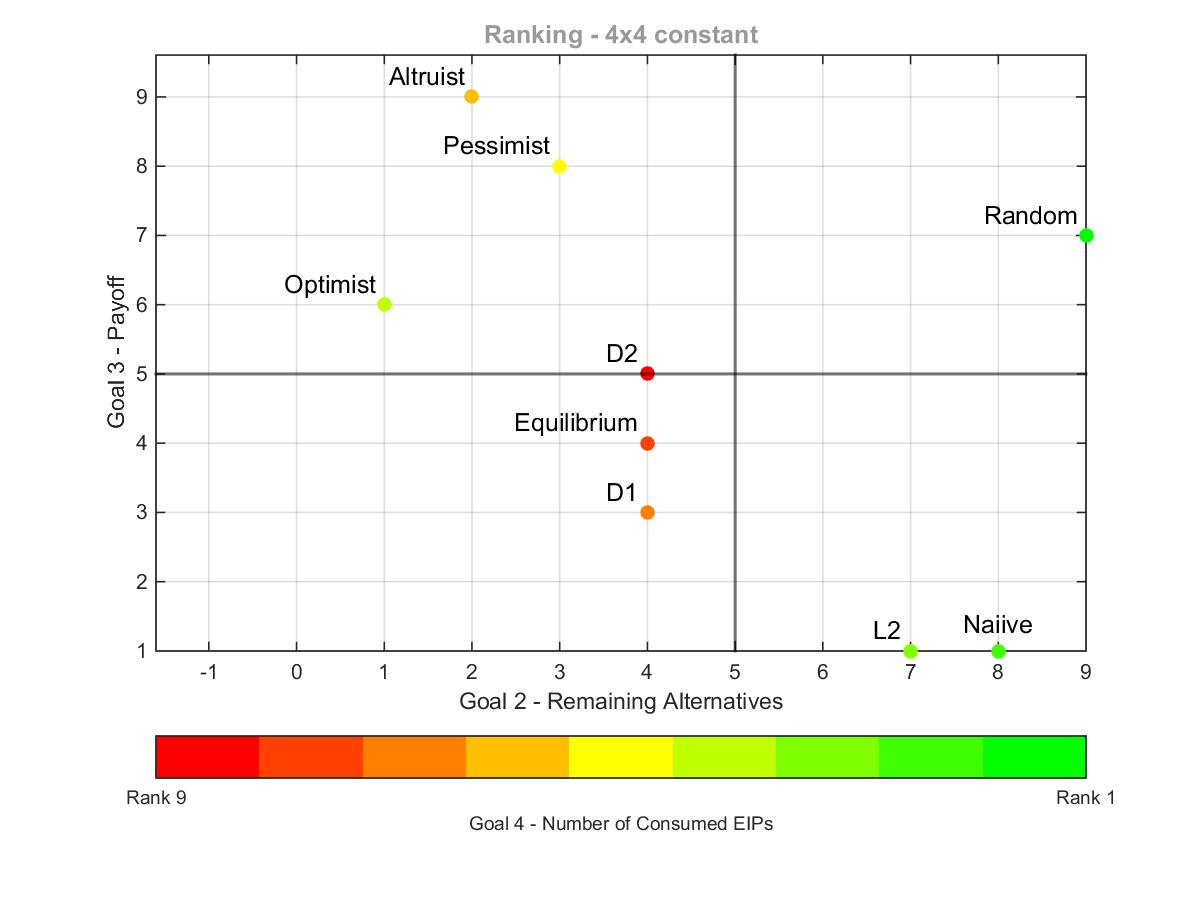 Ranking - 4x4 constant
Altruist
9
Pessimist
8
Random
7
Optimist
6
D2
5
Equilibrium
4
D1
3
2
L2
Naiive
1
-1 0 1 2 3 4 5 6 7 8 9
Goal 3 - Payoff
Goal 2 - Remaining Alternatives
Rank 9
Rank 1
Goal 4 - Number of Consumed EIPs